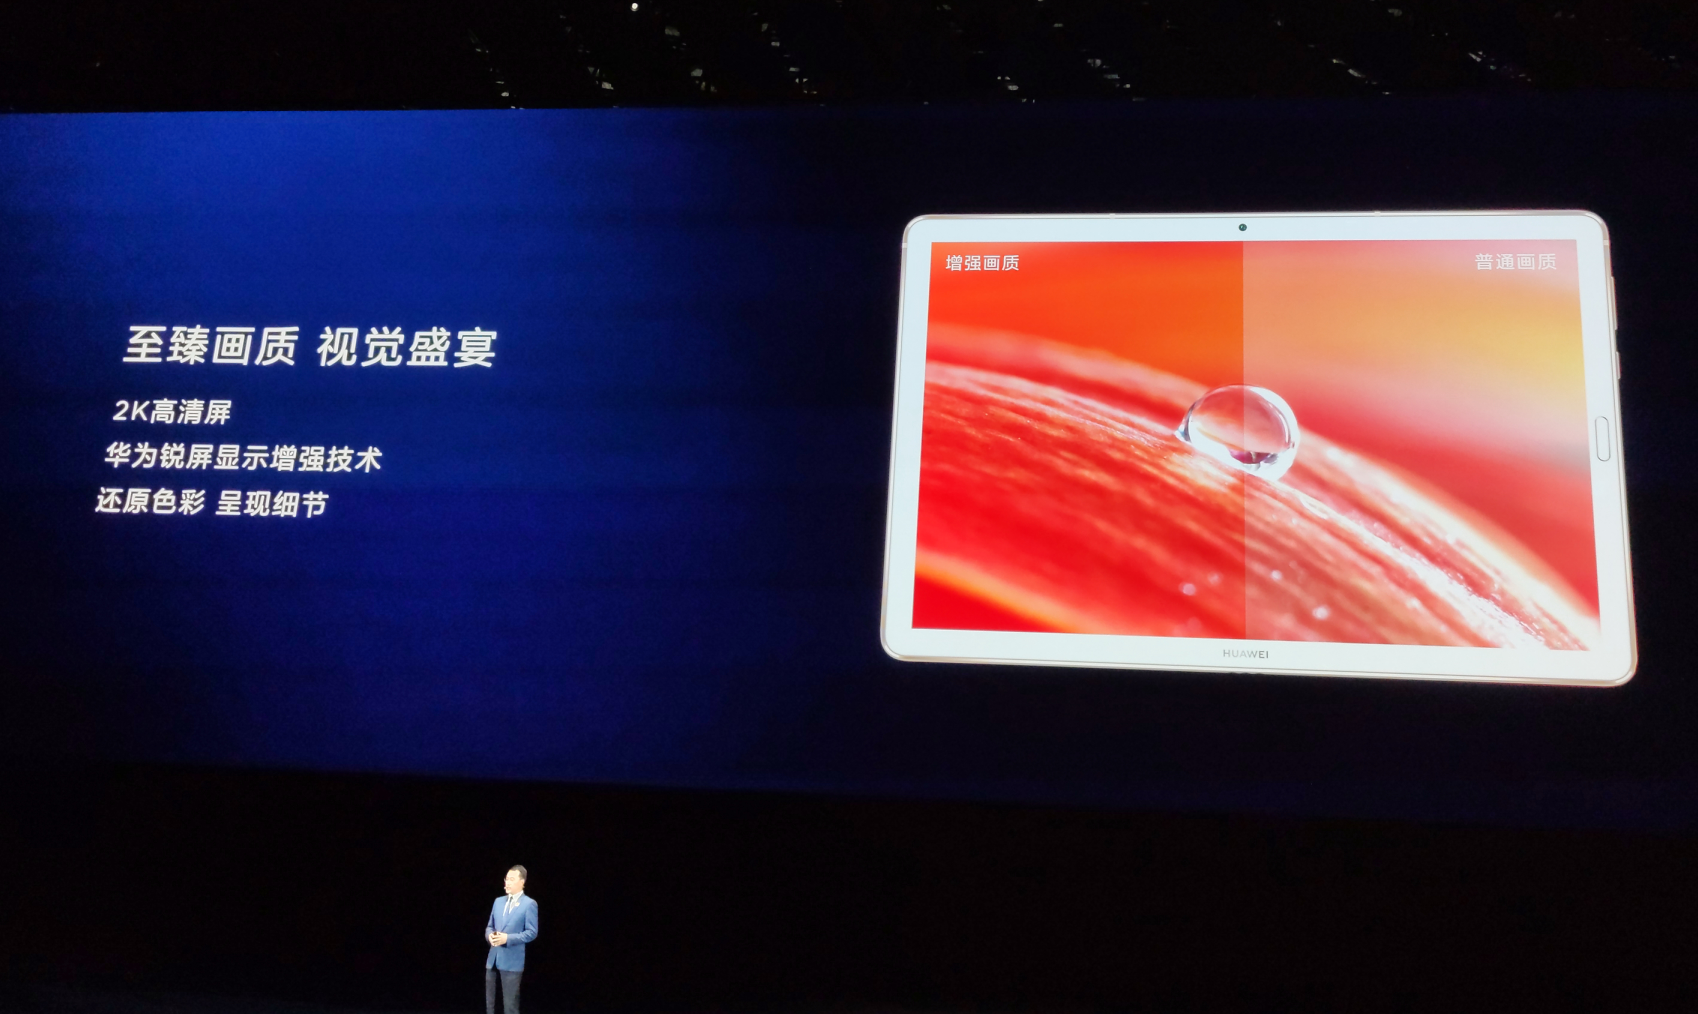 至臻画质 视觉盛宴
2K高清屏
华为锐屏显示增强技术
还原色彩 呈现细节
增强画质
普通画质
HUAWEI